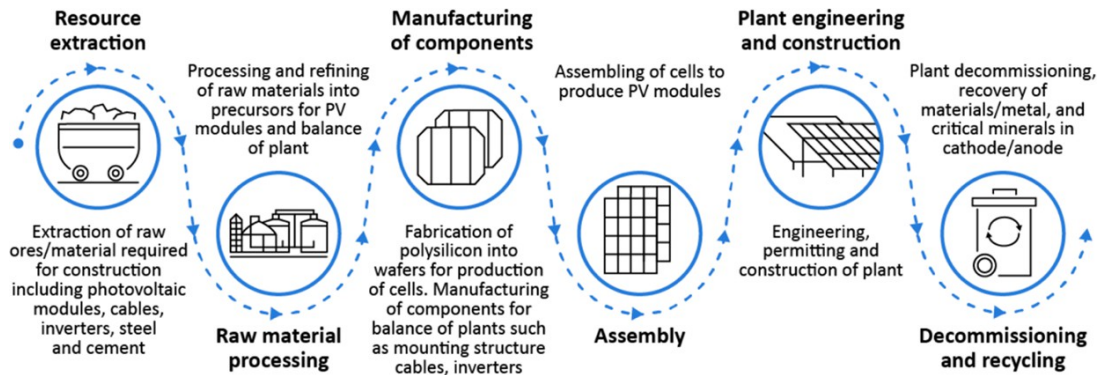 Resource
extraction
Extraction of raw
ores/material required
for construction
including photovoltaic
modules, cables,
inverters, steel
and cement
Processing and refining
of raw materials into
precursors for PV
modules and balance
of plant
Raw material
processing
Manufacturing
of components
Fabrication of
polysilicon into
wafers for production
of cells. Manufacturing
of components for
balance of plants such
as mounting structure
cables, inverters
Assembling of cells to
produce PV modules
Assembly
Plant engineering
and construction
Engineering,
permitting and
construction of plant
Plant decommissioning,
recovery of
materials/metal, and
critical minerals in
cathode/anode
Decommissioning
and recycling